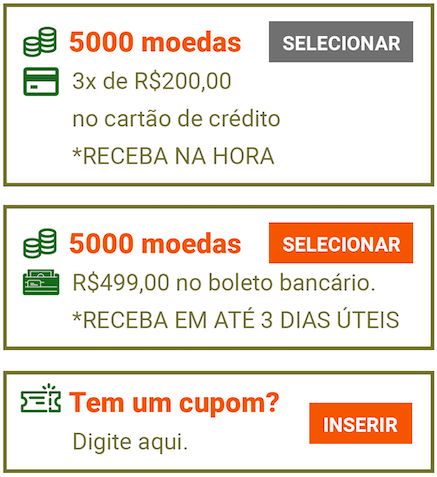 5000 moedas
SELECIONAR
3x de R$200,00
no cartão de crédito
*RECEBA NA HORA
5000 moedas
SELECIONAR
R$499,00 no boleto bancário.
*RECEBA EM ATÉ 3 DIAS ÚTEIS
Tem um cupom?
INSERIR
Digite aqui.